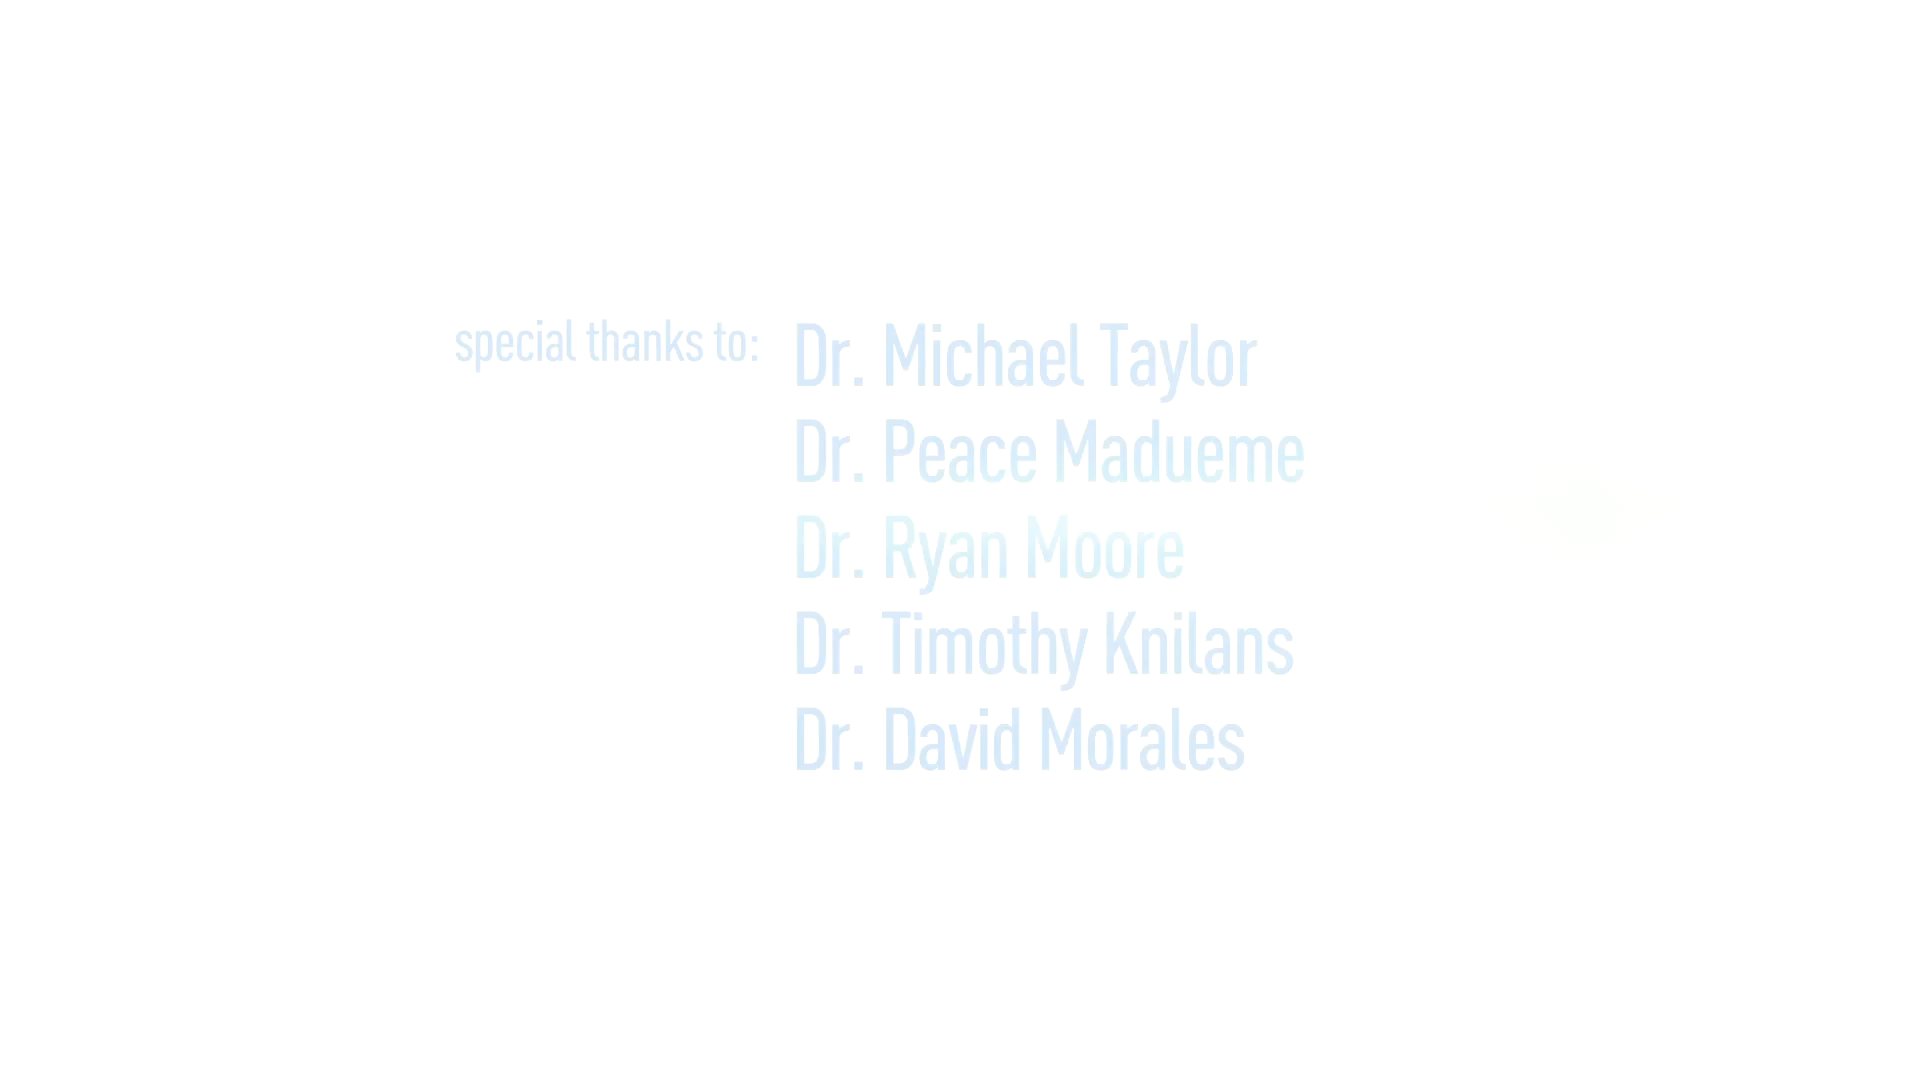 special thanks to: Dr. Michael Taylor
Dr. Peace Madueme
Dr. Ryan Moore
Dr. Timothy Knilans
Dr. David Morales